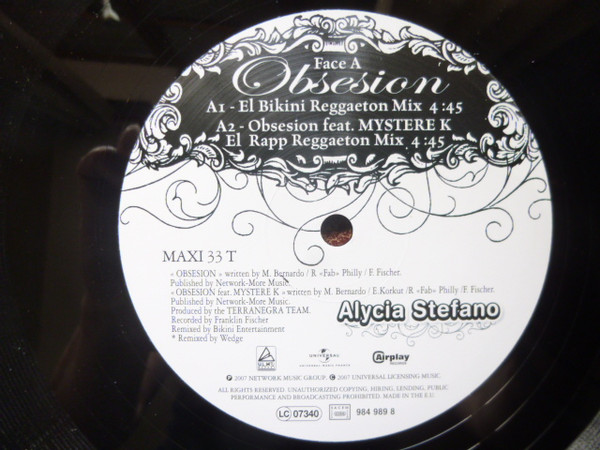 Face A
Obsesion
A1 - El Bikini Reggaeton Mix 4:45
A2 - Obsesion feat. MYSTERE K
El Rapp Reggaeton Mix 4:45
MAXI 33 T
« OBSESION » written by M. Bernardo / R «Fab» Philly / F. Fischer.
Published by Network-More Music.
«OBSESION feat. MYSTERE K » written by M. Bernardo / E.Korkut /R «Fab» Philly /F. Fischer.
Published by Network-More Music.
Produced by the TERRANEGRA TEAM.
Recorded by Franklin Fischer
Remixed by Bikini Entertainment
* Remixed by Wedge
Alycia Stefano
UNIVERSAL
UNIVERSAL MUSIC FRANCE
Airplay
℗ 2007 NETWORK MUSIC GROUP. © 2007 UNIVERSAL LICENSING MUSIC.
ALL RIGHTS RESERVED. UNAUTHORIZED COPYING, HIRING, LENDING, PUBLIC
PERFORMANCE AND BROADCASTING PROHIBITED. MADE IN THE E.U.
LC 07340
984 989 8